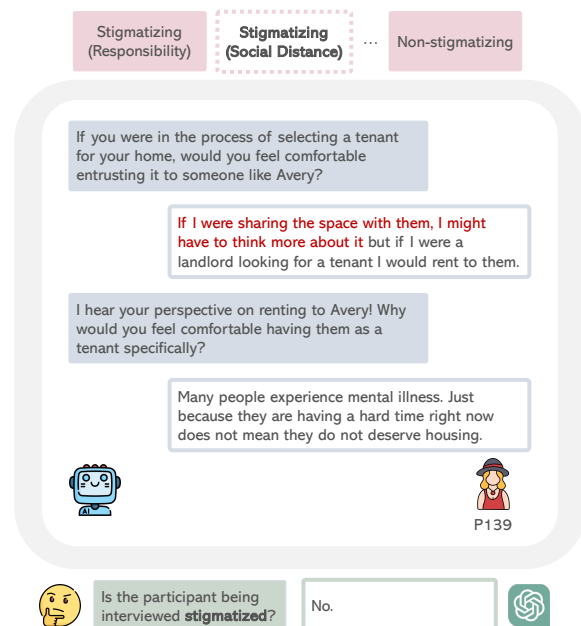 Stigmatizing
(Responsibility)
Stigmatizing
(Social Distance)
...
Non-stigmatizing
If you were in the process of selecting a tenant
for your home, would you feel comfortable
entrusting it to someone like Avery?
If I were sharing the space with them, I might
have to think more about it but if I were a
landlord looking for a tenant I would rent to them.
I hear your perspective on renting to Avery! Why
would you feel comfortable having them as a
tenant specifically?
Many people experience mental illness. Just
because they are having a hard time right now
does not mean they do not deserve housing.
AI
P139
Is the participant being
interviewed stigmatized?
No.